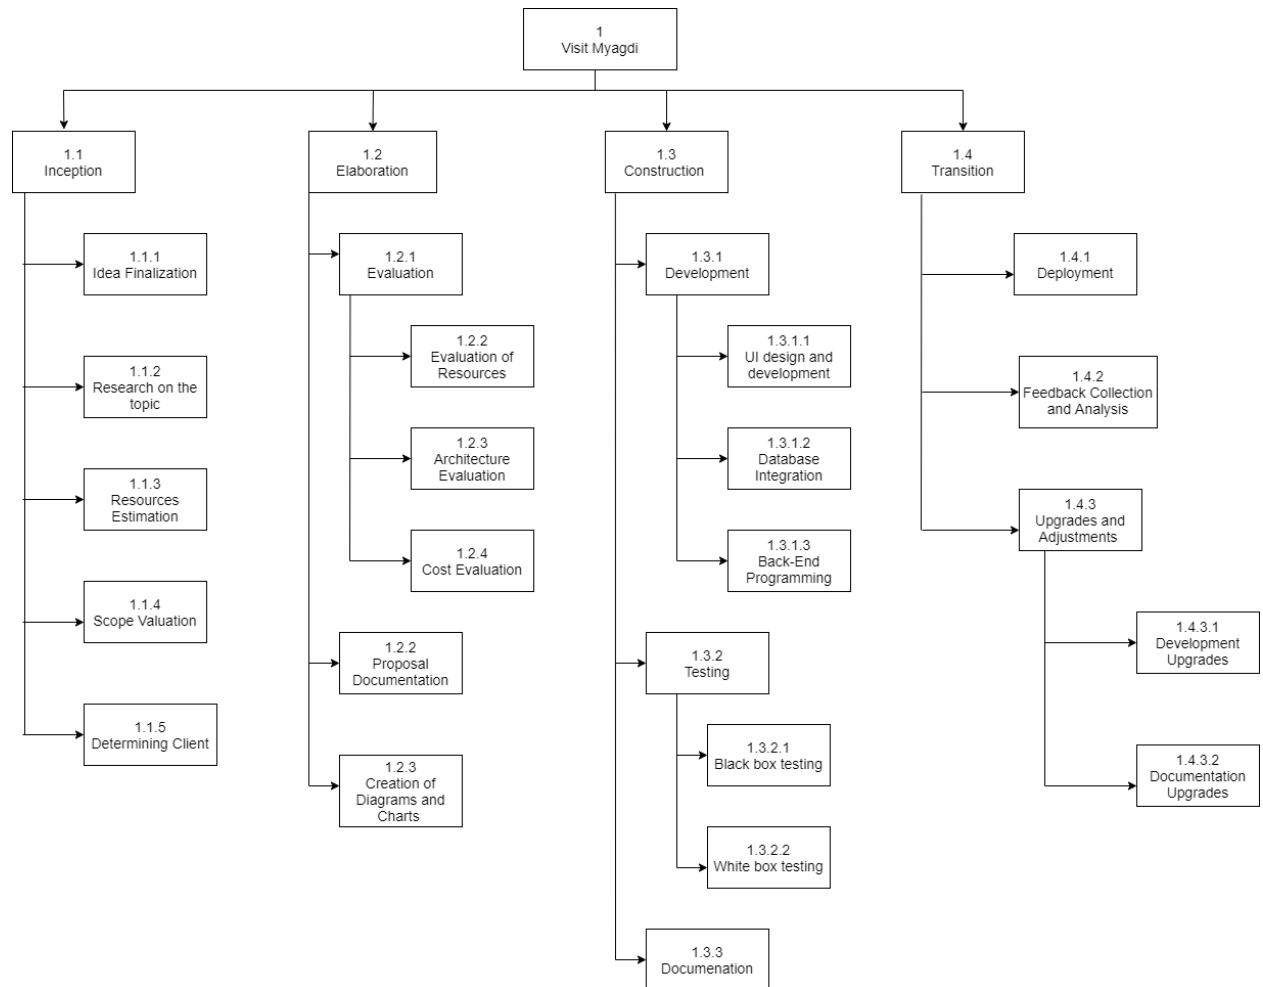 1
Visit Myagdi
1.1
Inception
1.1.1
Idea Finalization
1.1.2
Research on the
topic
1.1.3
Resources
Estimation
1.1.4
Scope Valuation
1.1.5
Determining Client
1.2
Elaboration
1.2.1
Evaluation
1.2.2
Evaluation of
Resources
1.2.3
Architecture
Evaluation
1.2.4
Cost Evaluation
1.2.2
Proposal
Documentation
1.2.3
Creation of
Diagrams and
Charts
1.3
Construction
1.3.1
Development
1.3.1.1
UI design and
development
1.3.1.2
Database
Integration
1.3.1.3
Back-End
Programming
1.3.2
Testing
1.3.2.1
Black box testing
1.3.2.2
White box testing
1.3.3
Documenation
1.4
Transition
1.4.1
Deployment
1.4.2
Feedback Collection
and Analysis
1.4.3
Upgrades and
Adjustments
1.4.3.1
Development
Upgrades
1.4.3.2
Documentation
Upgrades